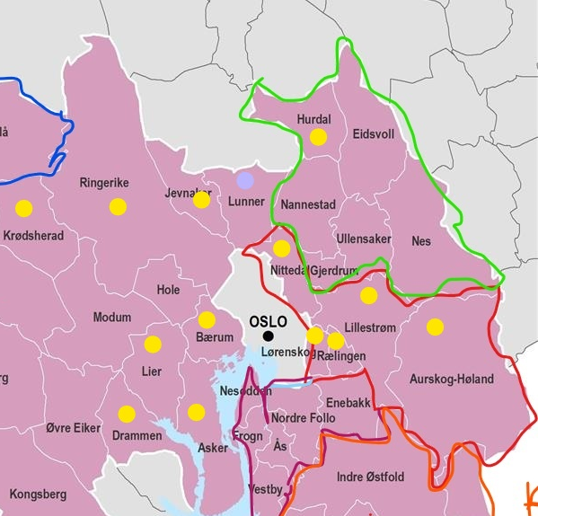 Hurdal
Eidsvoll
Ringerike
Jevnaker
Lunner
Nannestad
Krødsherad
Ullensaker
Nes
Nittedal
Gjerdrum
Hole
Modum
OSLO
Lillestrøm
Bærum
Lørenskog
Rælingen
Lier
Aurskog-Høland
Nesodden
Enebakk
Nordre Follo
Øvre Eiker
Drammen
Asker
Frogn
Ås
Indre Østfold
Kongsberg
Vestby